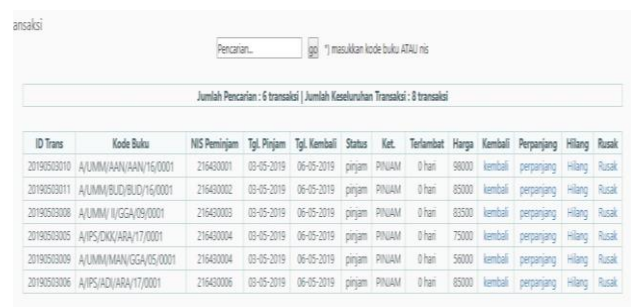 ansaksi
Pencarian... go *) masukkan kode buku ATAU nis
Jumlah Pencarian : 6 transaksi | Jumlah Keseluruhan Transaksi : 8 transaksi
ID Trans Kode Buku NIS Peminjam Tgl. Pinjam Tgl. Kembali Status Ket. Terlambat Harga Kembali Perpanjang Hilang Rusak
20190503010 A/UMM/AAN/AAN/16/0001 216430001 03-05-2019 06-05-2019 pinjam PINJAM 0 hari 98000 kembali perpanjang Hilang Rusak
20190503011 A/UMM/BUD/BUD/16/0001 216430002 03-05-2019 06-05-2019 pinjam PINJAM 0 hari 85000 kembali perpanjang Hilang Rusak
20190503008 A/UMM/ II/GGA/09/0001 216430003 03-05-2019 06-05-2019 pinjam PINJAM 0 hari 83500 kembali perpanjang Hilang Rusak
20190503005 A/IPS/DKK/ARA/17/0001 216430004 03-05-2019 06-05-2019 pinjam PINJAM 0 hari 75000 kembali perpanjang Hilang Rusak
20190503009 A/UMM/MAN/GGA/05/0001 216430004 03-05-2019 06-05-2019 pinjam PINJAM 0 hari 56000 kembali perpanjang Hilang Rusak
20190503006 A/IPS/ADI/ARA/17/0001 216430006 03-05-2019 06-05-2019 pinjam PINJAM 0 hari 85000 kembali perpanjang Hilang Rusak